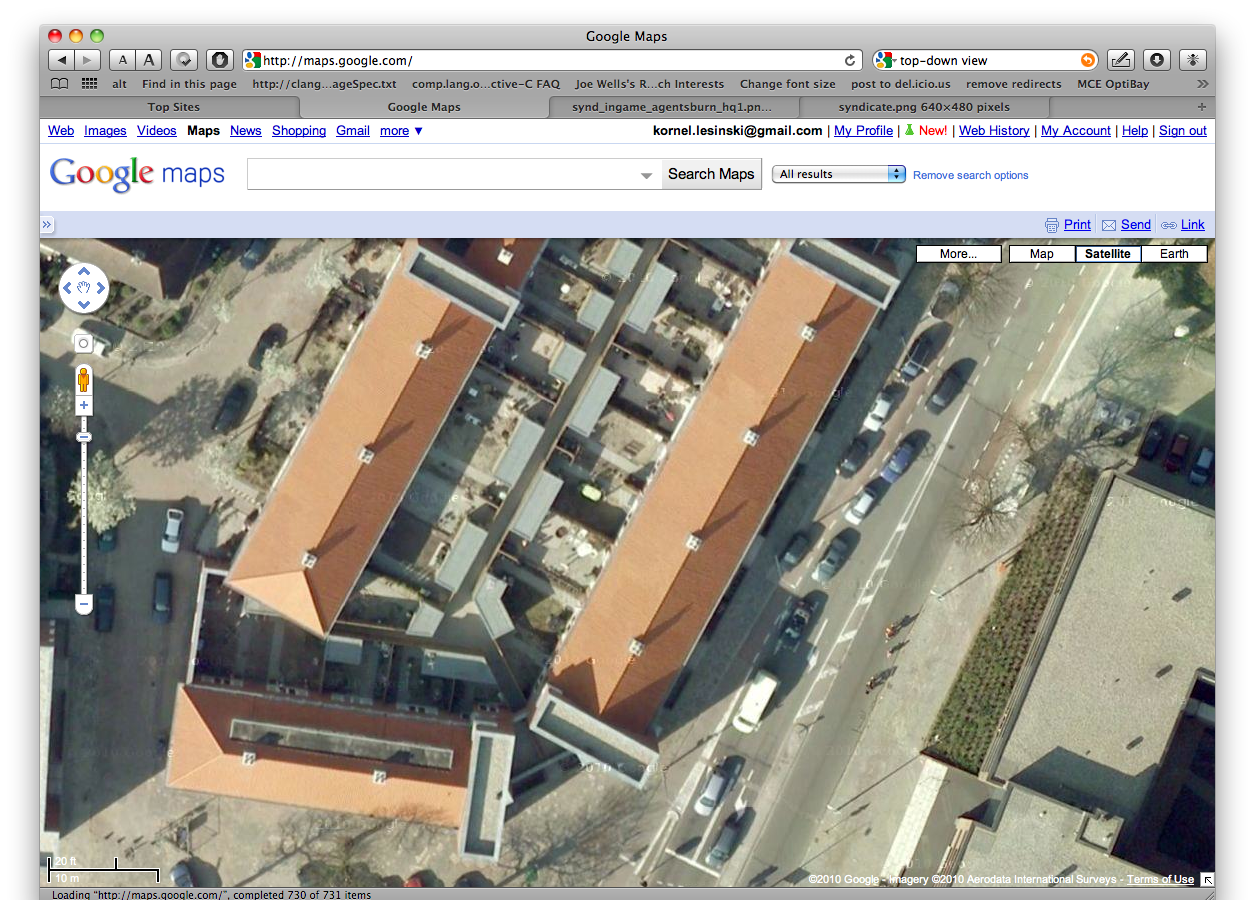 Google Maps
A A http://maps.google.com/ top-down view
alt Find in this page http://clang...ageSpec.txt comp.lang.o...ctive-C FAQ Joe Wells's R...ch Interests Change font size post to del.icio.us remove redirects MCE OptiBay »
Top Sites Google Maps synd_ingame_agentsburn_hq1.pn... syndicate.png 640×480 pixels +
Web Images Videos Maps News Shopping Gmail more ▼ kornel.lesinski@gmail.com | My Profile | New! | Web History | My Account | Help | Sign out
Google maps Search Maps All results Remove search options
» Print Send Link
More... Map Satellite Earth
+
−
20 ft
10 m
©2010 Google - Imagery ©2010 Aerodata International Surveys - Terms of Use
Loading "http://maps.google.com/", completed 730 of 731 items